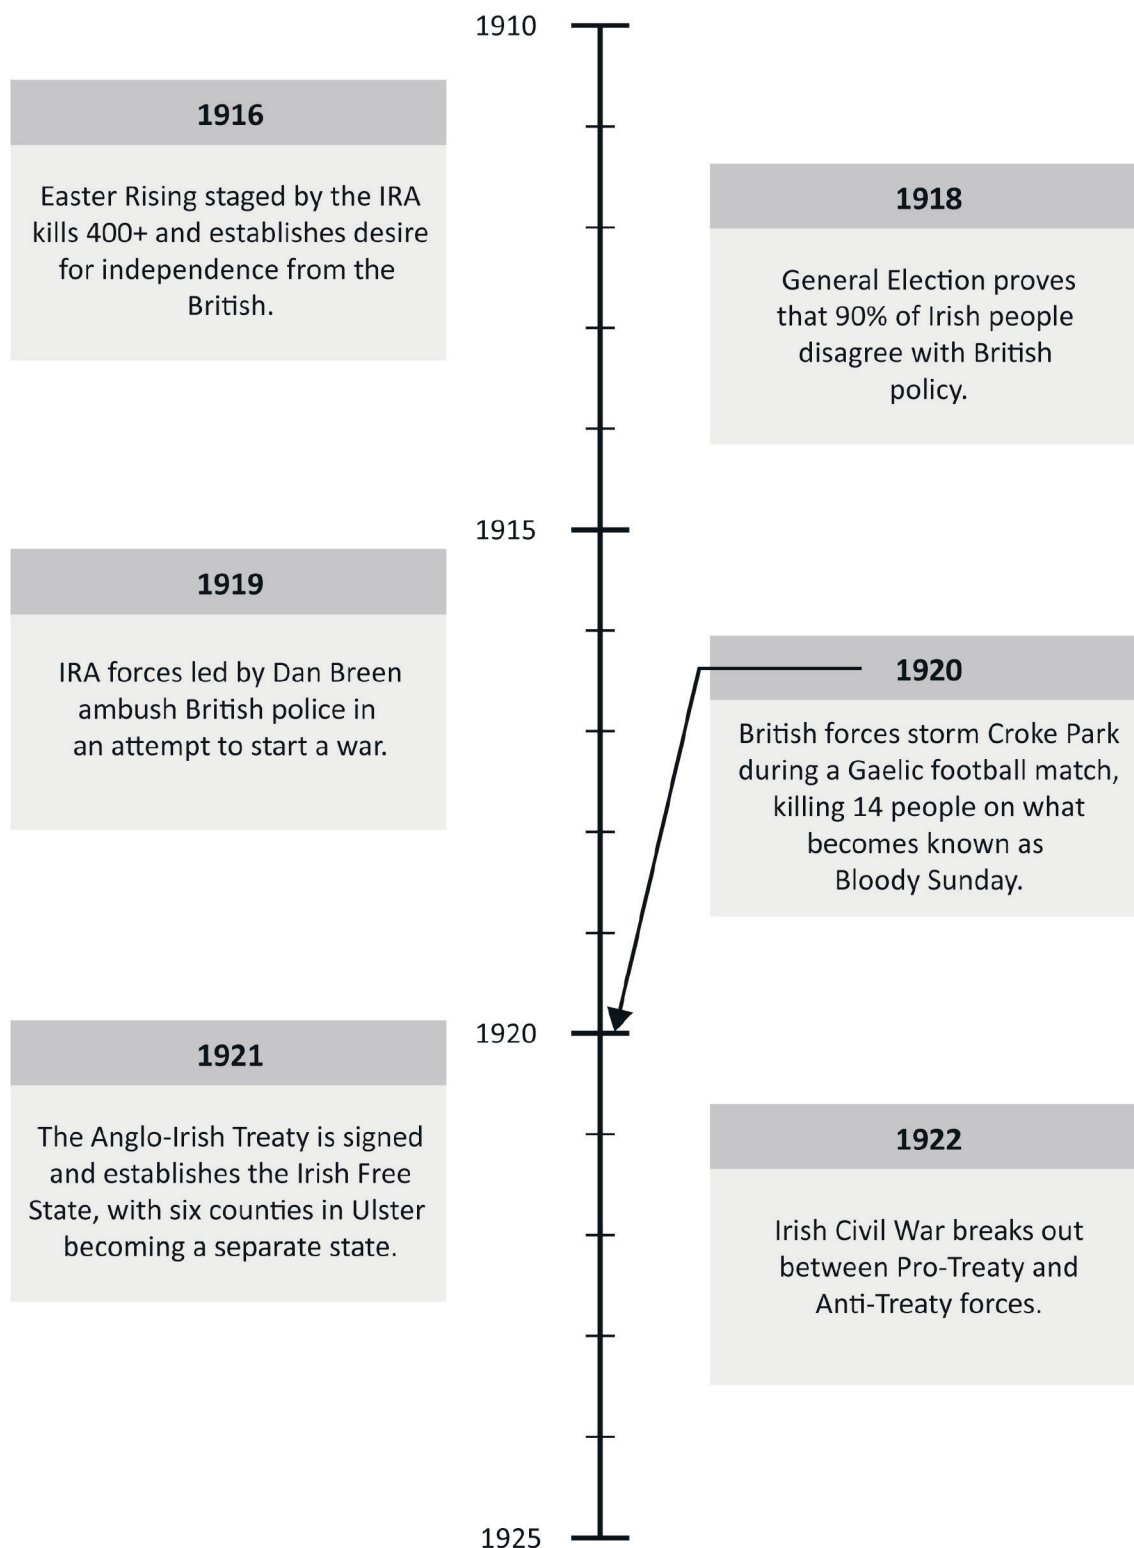 1910
1916
Easter Rising staged by the IRA
kills 400+ and establishes desire
for independence from the
British.
1918
General Election proves
that 90% of Irish people
disagree with British
policy.
1915
1919
IRA forces led by Dan Breen
ambush British police in
an attempt to start a war.
1920
British forces storm Croke Park
during a Gaelic football match,
killing 14 people on what
becomes known as
Bloody Sunday.
1920
1921
The Anglo-Irish Treaty is signed
and establishes the Irish Free
State, with six counties in Ulster
becoming a separate state.
1922
Irish Civil War breaks out
between Pro-Treaty and
Anti-Treaty forces.
1925